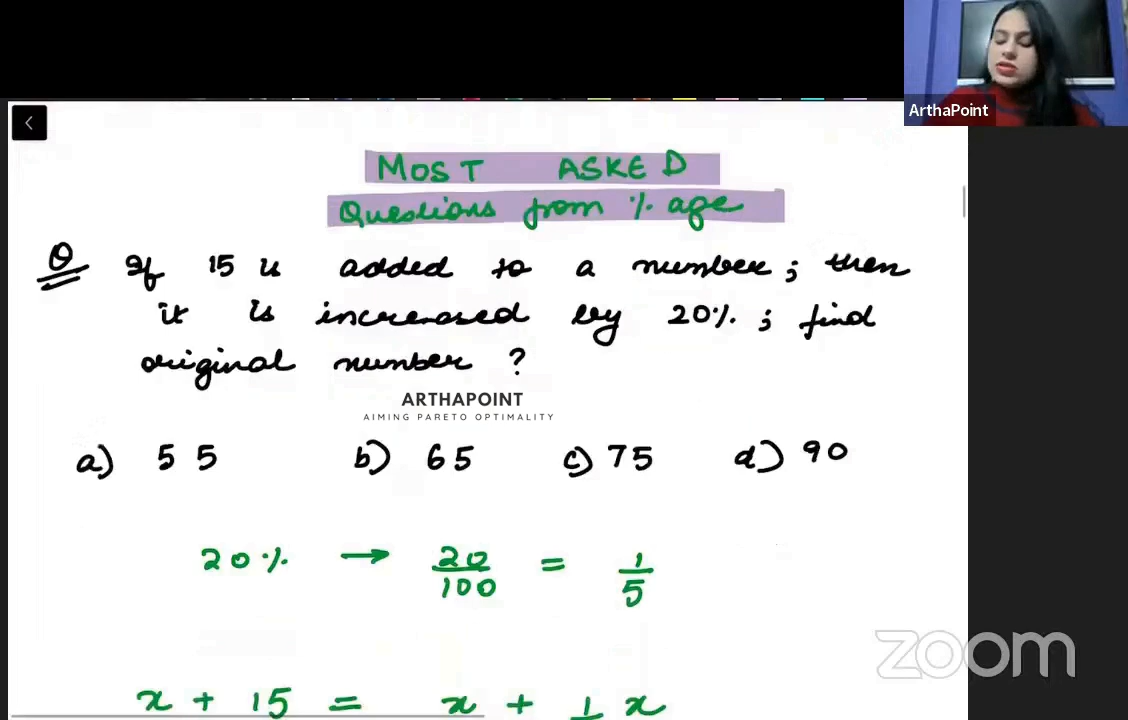 ArthaPoint
MOST ASKED
Questions from % age
Q If 15 is added to a number; then
it is increased by 20%; find
original number ?
ARTHAPOINT
AIMING PARETO OPTIMALITY
a) 55 b) 65 c) 75 d) 90
20% → 20/100 = 1/5
zoom
x + 15 = x + 1/ x